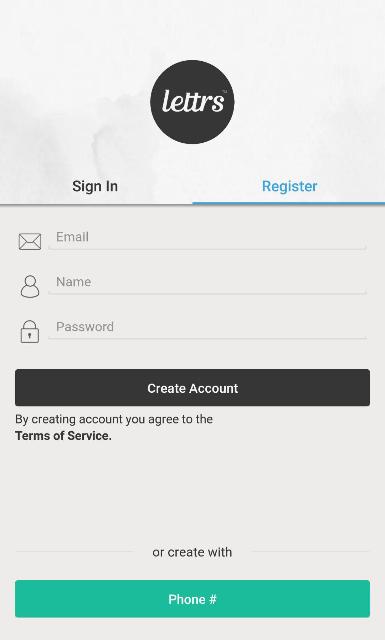 lettrs
Sign In
Register
Email
Name
Password
Create Account
By creating account you agree to the
Terms of Service.
or create with
Phone #